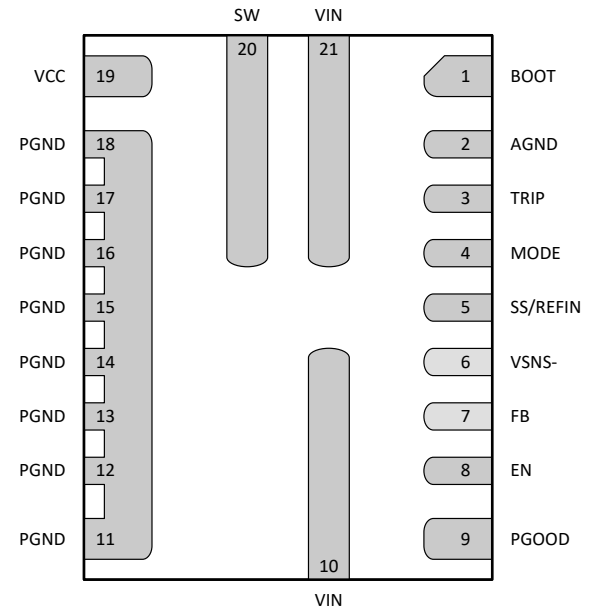 SW VIN
20 21
VCC 19 1 BOOT
PGND 18 2 AGND
PGND 17 3 TRIP
PGND 16 4 MODE
PGND 15 5 SS/REFIN
PGND 14 6 VSNS-
PGND 13 7 FB
PGND 12 8 EN
PGND 11 9 PGOOD
10
VIN